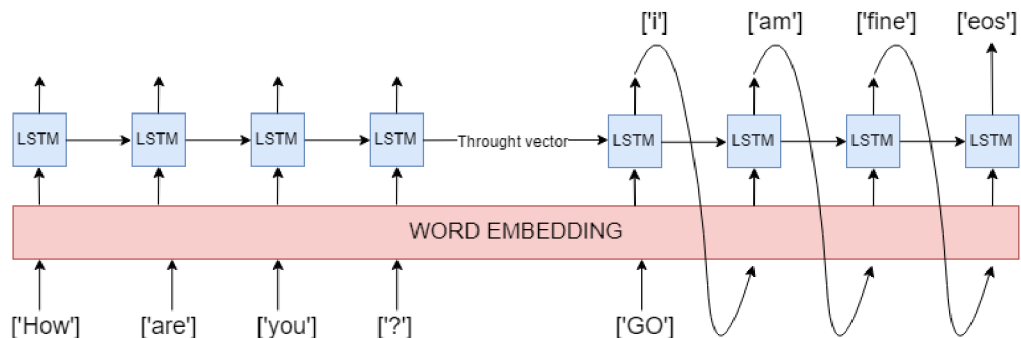 ['i'] ['am'] ['fine'] ['eos']
LSTM LSTM LSTM LSTM Throught vector LSTM LSTM LSTM LSTM
WORD EMBEDDING
['How'] ['are'] ['you'] ['?'] ['GO']